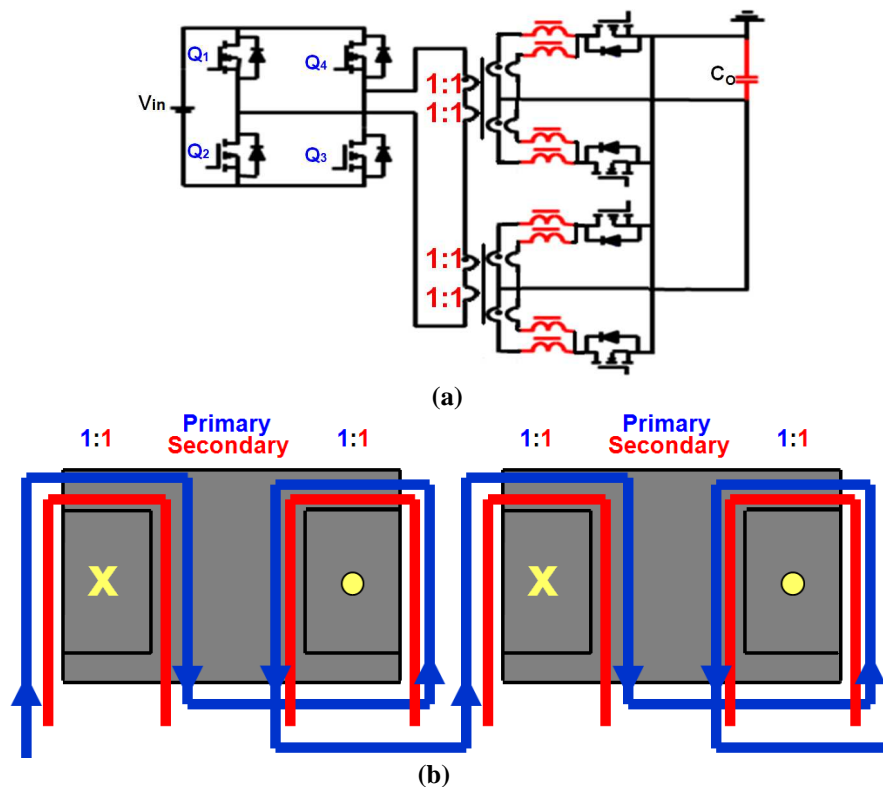 Q1
Q4
1:1
1:1
Co
Vin
Q2
Q3
1:1
1:1
(a)
1:1 Primary 1:1 1:1 Primary 1:1
Secondary Secondary
X X
(b)